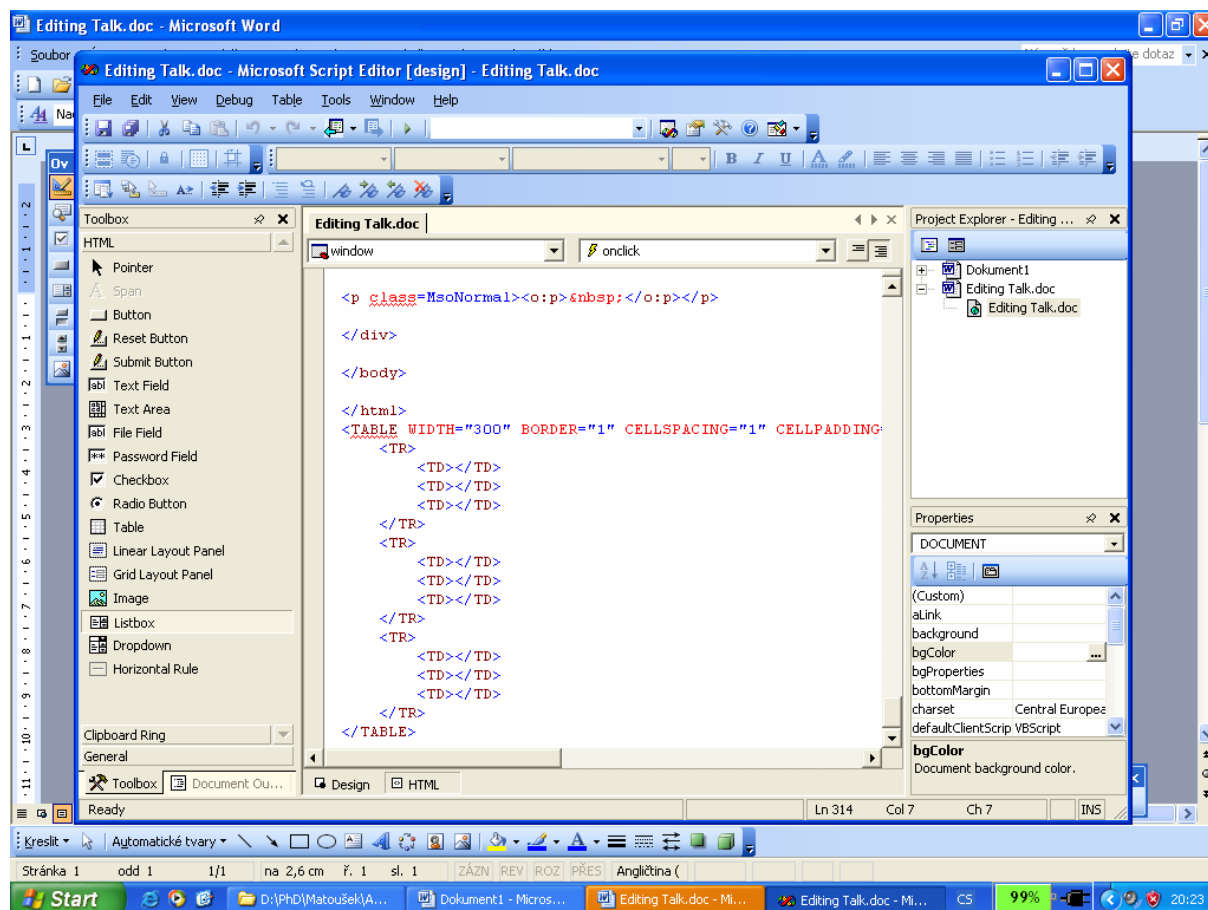 Editing Talk.doc - Microsoft Word
Soubor
dotaz
Editing Talk.doc - Microsoft Script Editor [design] - Editing Talk.doc
File Edit View Debug Table Tools Window Help
B I U
Toolbox
HTML
Pointer
Span
Button
Reset Button
Submit Button
Text Field
Text Area
File Field
Password Field
Checkbox
Radio Button
Table
Linear Layout Panel
Grid Layout Panel
Image
Listbox
Dropdown
Horizontal Rule
Clipboard Ring
General
Toolbox Document Ou...
Editing Talk.doc
window onclick
<p class=MsoNormal><o:p>&nbsp;</o:p></p>
</div>
</body>
</html>
<TABLE WIDTH="300" BORDER="1" CELLSPACING="1" CELLPADDING=
<TR>
<TD></TD>
<TD></TD>
<TD></TD>
</TR>
<TR>
<TD></TD>
<TD></TD>
<TD></TD>
</TR>
<TR>
<TD></TD>
<TD></TD>
<TD></TD>
</TR>
</TABLE>
Design HTML
Project Explorer - Editing ...
Dokument1
Editing Talk.doc
Editing Talk.doc
Properties
DOCUMENT
(Custom)
aLink
background
bgColor ...
bgProperties
bottomMargin
charset Central Europea
defaultClientScrip VBScript
bgColor
Document background color.
Ready Ln 314 Col 7 Ch 7 INS
Kreslit Automatické tvary
Stránka 1 odd 1 1/1 na 2,6 cm ř. 1 sl. 1 ZÁZN REV ROZ PŘES Angličtina (
Start D:\PhD\Matoušek\A... Dokument1 - Micros... Editing Talk.doc - Mi... Editing Talk.doc - Mi... CS 99% 20:23